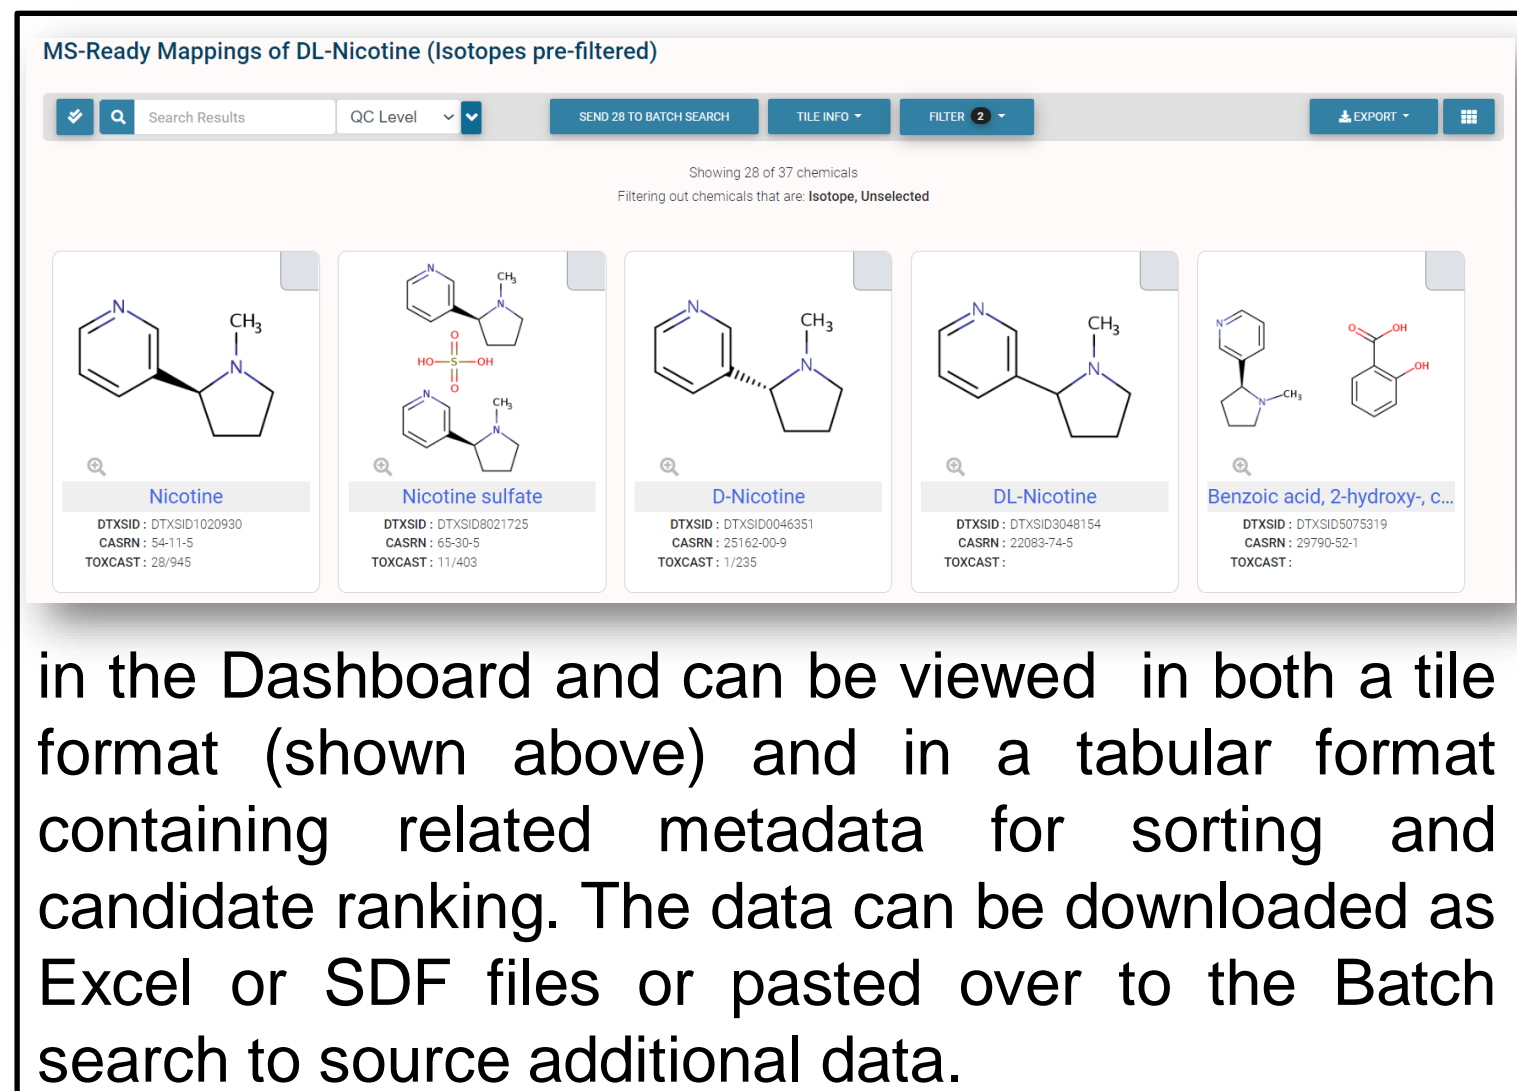 MS-Ready Mappings of DL-Nicotine (Isotopes pre-filtered)
Search Results QC Level SEND 28 TO BATCH SEARCH TILE INFO FILTER 2 EXPORT
Showing 28 of 37 chemicals
Filtering out chemicals that are: Isotope, Unselected
N CH3 N
N CH3 N O HO S OH O N CH3 N
N CH3 N
N CH3 N
N N CH3 O OH OH
Nicotine
DTXSID : DTXSID1020930
CASRN : 54-11-5
TOXCAST : 28/945
Nicotine sulfate
DTXSID : DTXSID8021725
CASRN : 65-30-5
TOXCAST : 11/403
D-Nicotine
DTXSID : DTXSID0046351
CASRN : 25162-00-9
TOXCAST : 1/235
DL-Nicotine
DTXSID : DTXSID3048154
CASRN : 22083-74-5
TOXCAST :
Benzoic acid, 2-hydroxy-, c...
DTXSID : DTXSID5075319
CASRN : 29790-52-1
TOXCAST :
in the Dashboard and can be viewed in both a tile
format (shown above) and in a tabular format
containing related metadata for sorting and
candidate ranking. The data can be downloaded as
Excel or SDF files or pasted over to the Batch
search to source additional data.